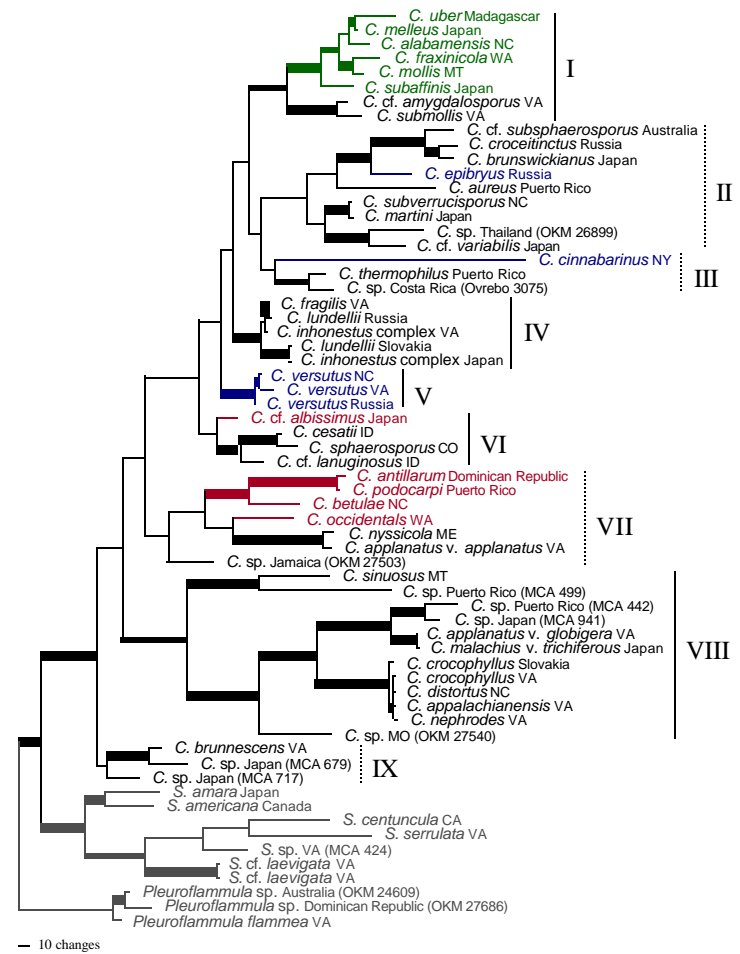 C. uber Madagascar
C. melleus Japan
C. alabamensis NC
C. fraxinicola WA
I
C. mollis MT
C. subaffinis Japan
C. cf. amygdalosporus VA
C. submollis VA
C. cf. subsphaerosporus Australia
C. croceitinctus Russia
C. brunswickianus Japan
C. epibryus Russia
C. aureus Puerto Rico
II
C. subverrucisporus NC
C. martini Japan
C. sp. Thailand (OKM 26899)
C. cf. variabilis Japan
C. cinnabarinus NY
C. thermophilus Puerto Rico
III
C. sp. Costa Rica (Ovrebo 3075)
C. fragilis VA
C. lundellii Russia
C. inhonestus complex VA
IV
C. lundellii Slovakia
C. inhonestus complex Japan
C. versutus NC
C. versutus VA
V
C. versutus Russia
C. cf. albissimus Japan
C. cesatii ID
C. sphaerosporus CO
VI
C. cf. lanuginosus ID
C. antillarum Dominican Republic
C. podocarpi Puerto Rico
C. betulae NC
C. occidentals WA
VII
C. nyssicola ME
C. applanatus v. applanatus VA
C. sp. Jamaica (OKM 27503)
C. sinuosus MT
C. sp. Puerto Rico (MCA 499)
C. sp. Puerto Rico (MCA 442)
C. sp. Japan (MCA 941)
C. applanatus v. globigera VA
C. malachius v. trichiferous Japan
VIII
C. crocophyllus Slovakia
C. crocophyllus VA
C. distortus NC
C. appalachianensis VA
C. nephrodes VA
C. sp. MO (OKM 27540)
C. brunnescens VA
C. sp. Japan (MCA 679)
IX
C. sp. Japan (MCA 717)
S. amara Japan
S. americana Canada
S. centuncula CA
S. serrulata VA
S. sp. VA (MCA 424)
S. cf. laevigata VA
S. cf. laevigata VA
Pleuroflammula sp. Australia (OKM 24609)
Pleuroflammula sp. Dominican Republic (OKM 27686)
Pleuroflammula flammea VA
10 changes